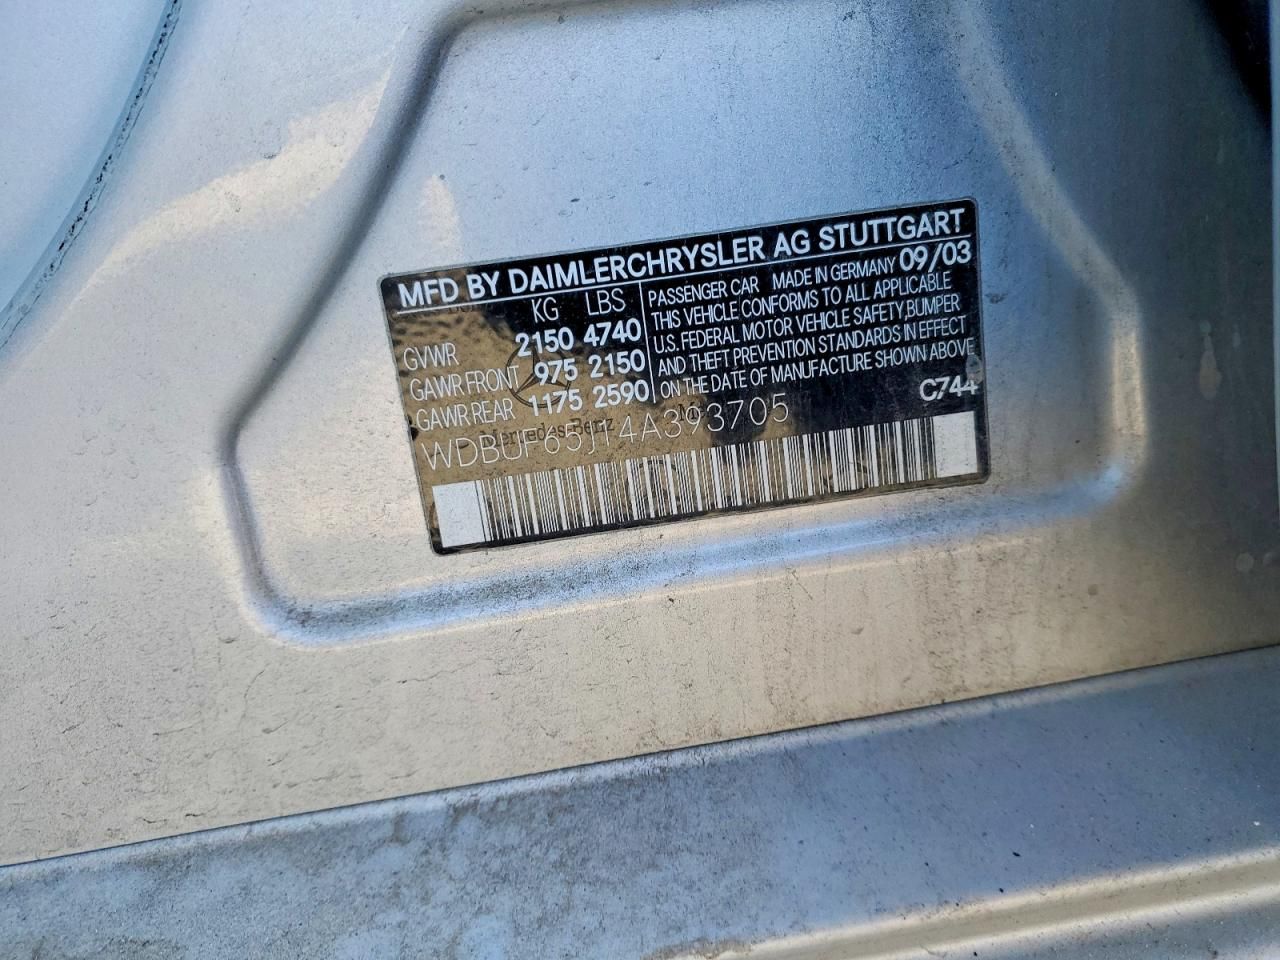 MFD BY DAIMLERCHRYSLER AG STUTTGART
KG LBS
GVWR 2150 4740
GAWR FRONT 975 2150
GAWR REAR 1175 2590
PASSENGER CAR MADE IN GERMANY 09/03
THIS VEHICLE CONFORMS TO ALL APPLICABLE
U.S. FEDERAL MOTOR VEHICLE SAFETY, BUMPER
AND THEFT PREVENTION STANDARDS IN EFFECT
ON THE DATE OF MANUFACTURE SHOWN ABOVE
C744
Mercedes-Benz
WDBUF65J14A393705